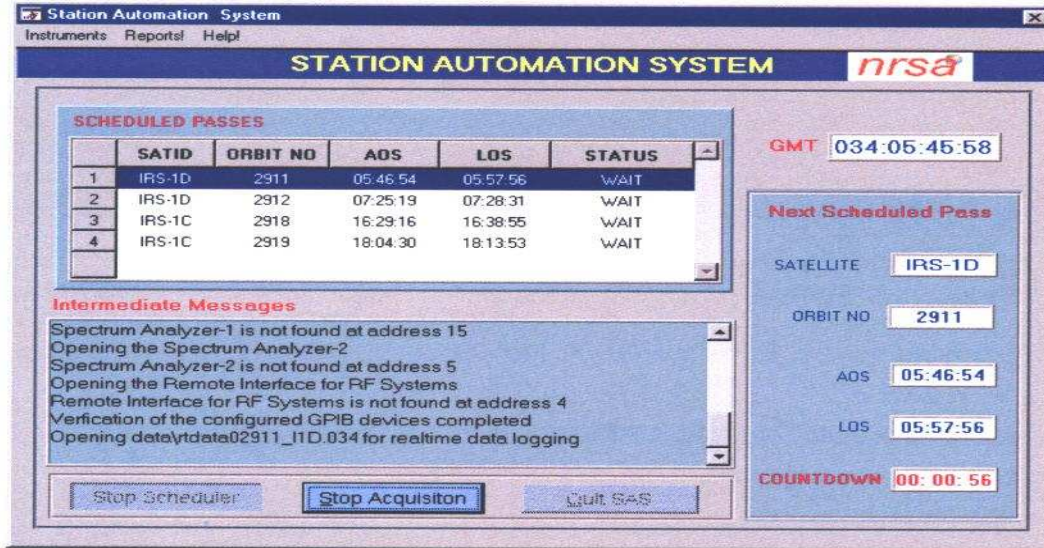 Station Automation System
Instruments Reports! Help!
STATION AUTOMATION SYSTEM nrsa
SCHEDULED PASSES
SATID ORBIT NO AOS LOS STATUS
1 IRS-1D 2911 05:46:54 05:57:56 WAIT
2 IRS-1D 2912 07:25:19 07:28:31 WAIT
3 IRS-1C 2918 16:29:16 16:38:55 WAIT
4 IRS-1C 2919 18:04:30 18:13:53 WAIT
Intermediate Messages
Spectrum Analyzer-1 is not found at address 15
Opening the Spectrum Analyzer-2
Spectrum Analyzer-2 is not found at address 5
Opening the Remote Interface for RF Systems
Remote Interface for RF Systems is not found at address 4
Verfication of the configurred GPIB devices completed
Opening data\rtdata02911_I1D.034 for realtime data logging
Stop Scheduler Stop Acquisiton Quit SAS
GMT 034:05:45:58
Next Scheduled Pass
SATELLITE IRS-1D
ORBIT NO 2911
AOS 05:46:54
LOS 05:57:56
COUNTDOWN 00: 00: 56